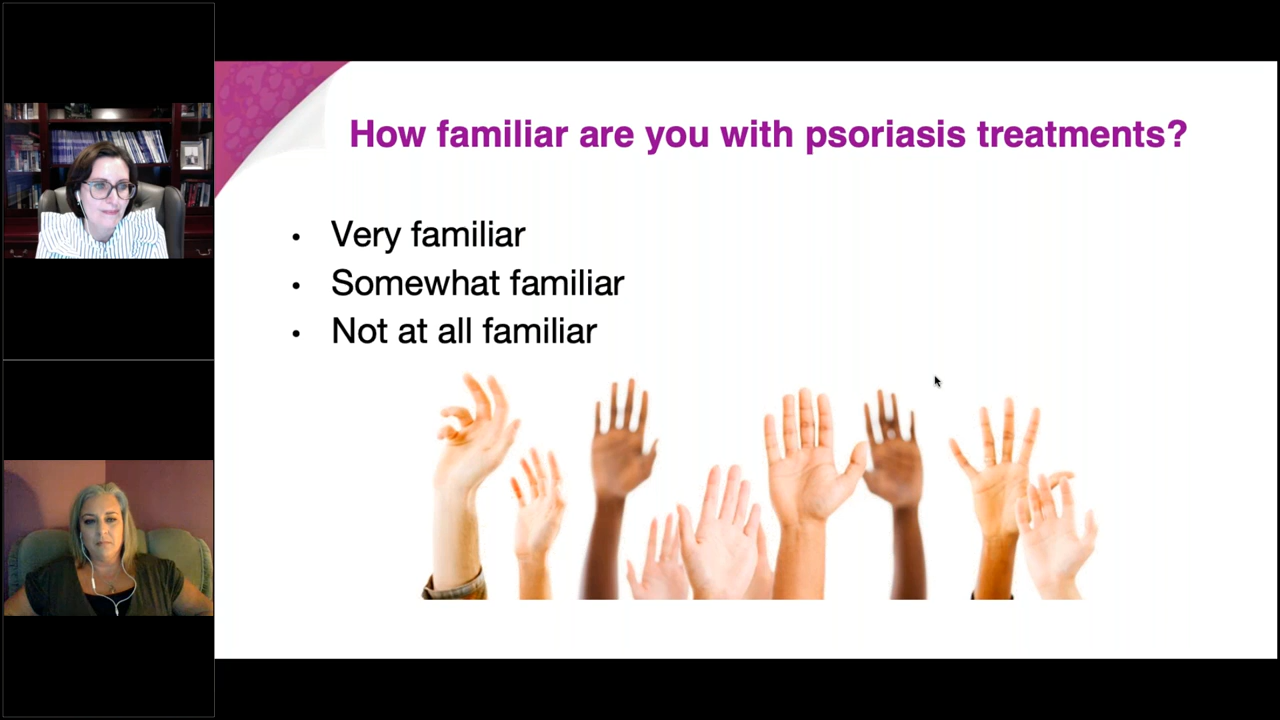 How familiar are you with psoriasis treatments?
• Very familiar
• Somewhat familiar
• Not at all familiar